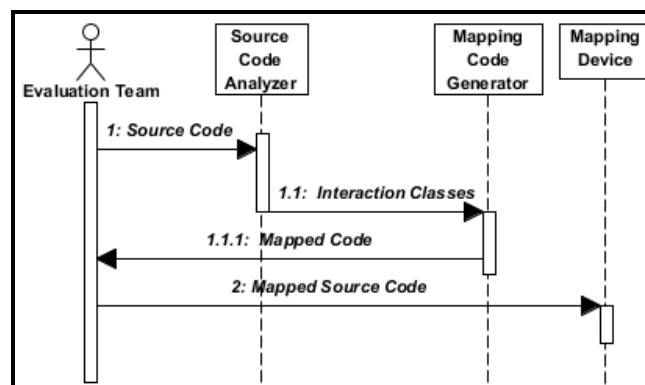 Source
Code
Analyzer
Mapping
Code
Generator
Mapping
Device
Evaluation Team
1: Source Code
1.1: Interaction Classes
1.1.1: Mapped Code
2: Mapped Source Code